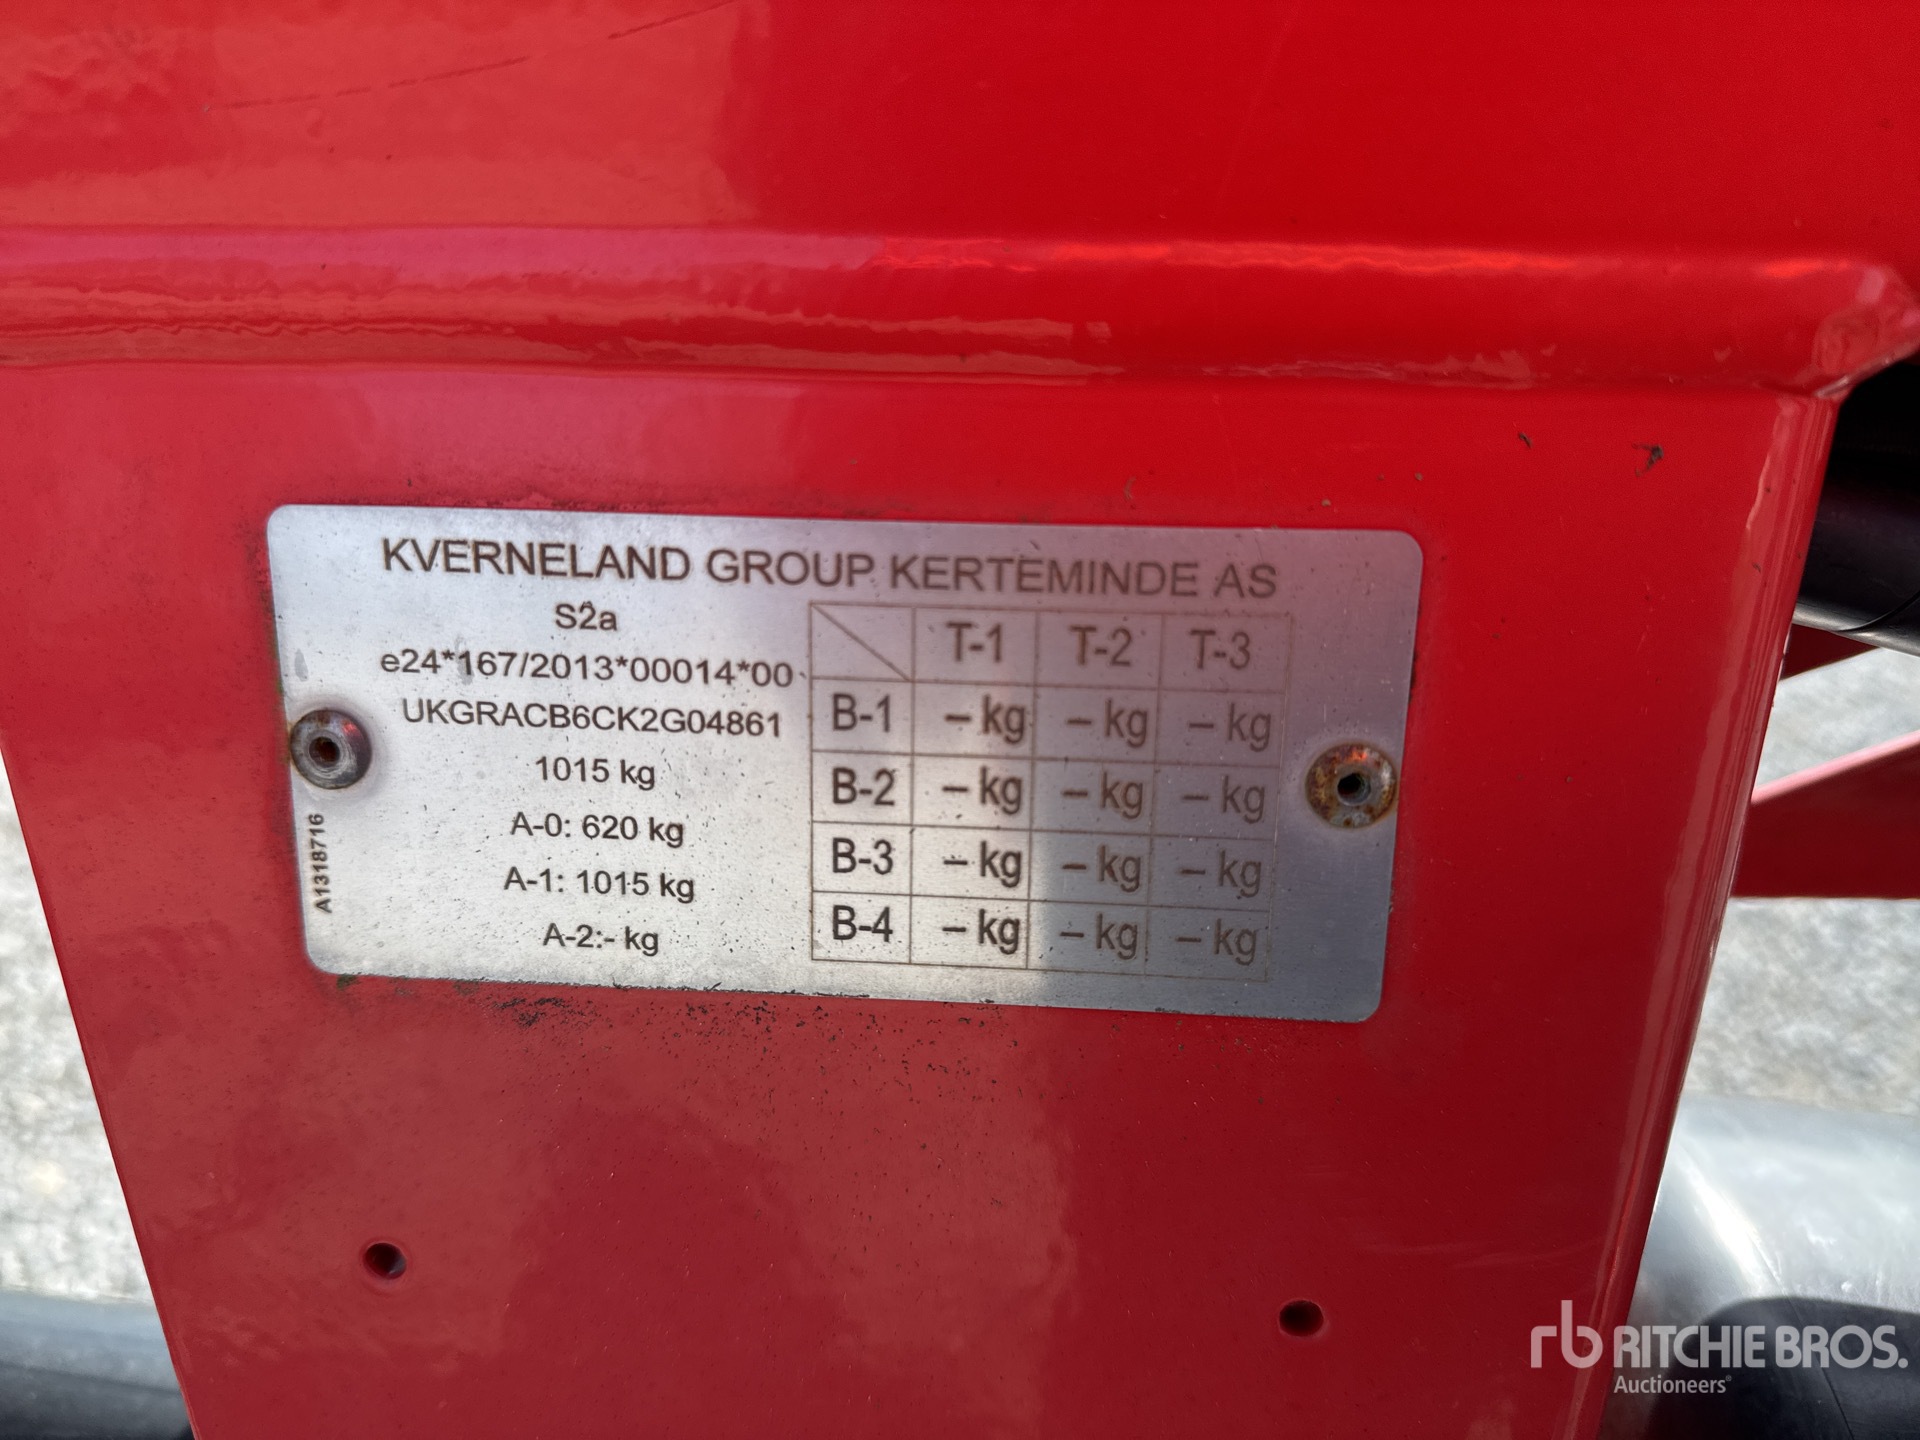 KVERNELAND GROUP KERTEMINDE AS
S2a
e24*167/2013*00014*00
UKGRACB6CK2G04861
1015 kg
A-0: 620 kg
A-1: 1015 kg
A-2:- kg
A1318716
T-1 T-2 T-3
B-1 – kg – kg – kg
B-2 – kg – kg – kg
B-3 – kg – kg – kg
B-4 – kg – kg – kg
rb RITCHIE BROS.
Auctioneers